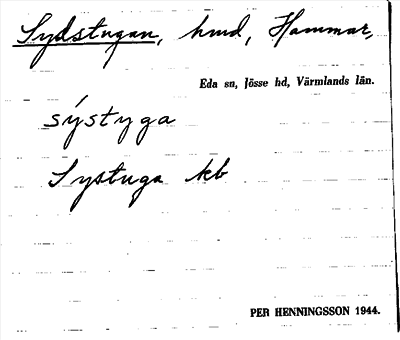 Sydstugan, hmd, Hammar,
Eda sn, Jösse hd, Värmlands län.
sýstyga
Systuga kb
PER HENNINGSSON 1944.